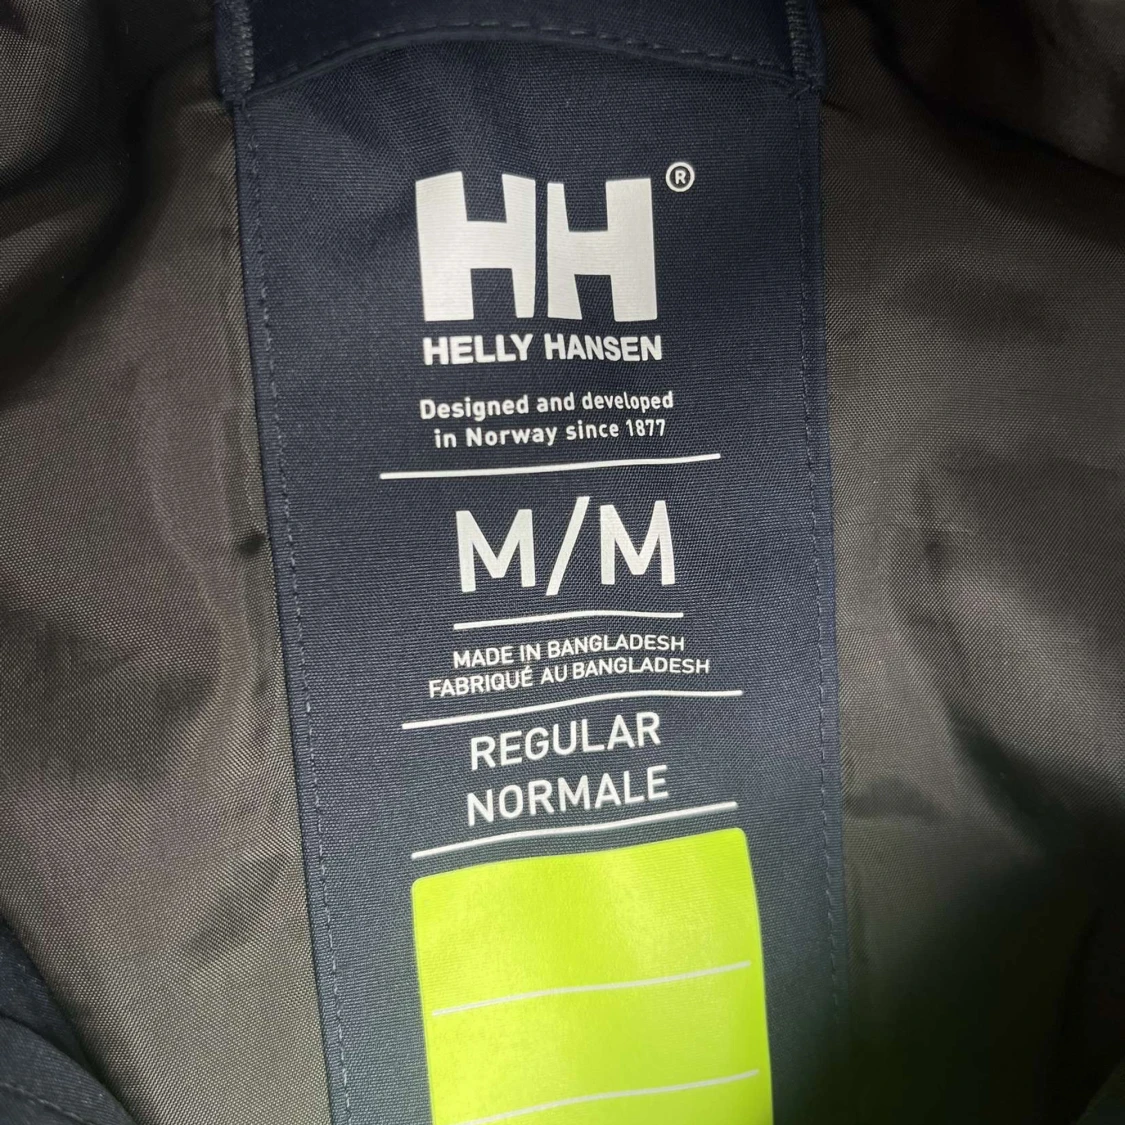 HH®
HELLY HANSEN
Designed and developed
in Norway since 1877
M/M
MADE IN BANGLADESH
FABRIQUÉ AU BANGLADESH
REGULAR
NORMALE